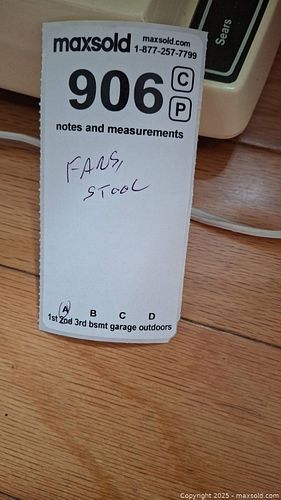 Sears
maxsold maxsold.com
1-877-257-7799
906 C
P
notes and measurements
FANS,
STOOL
A B C D
1st 2nd 3rd bsmt garage outdoors
Copyright 2025 - maxsold.com